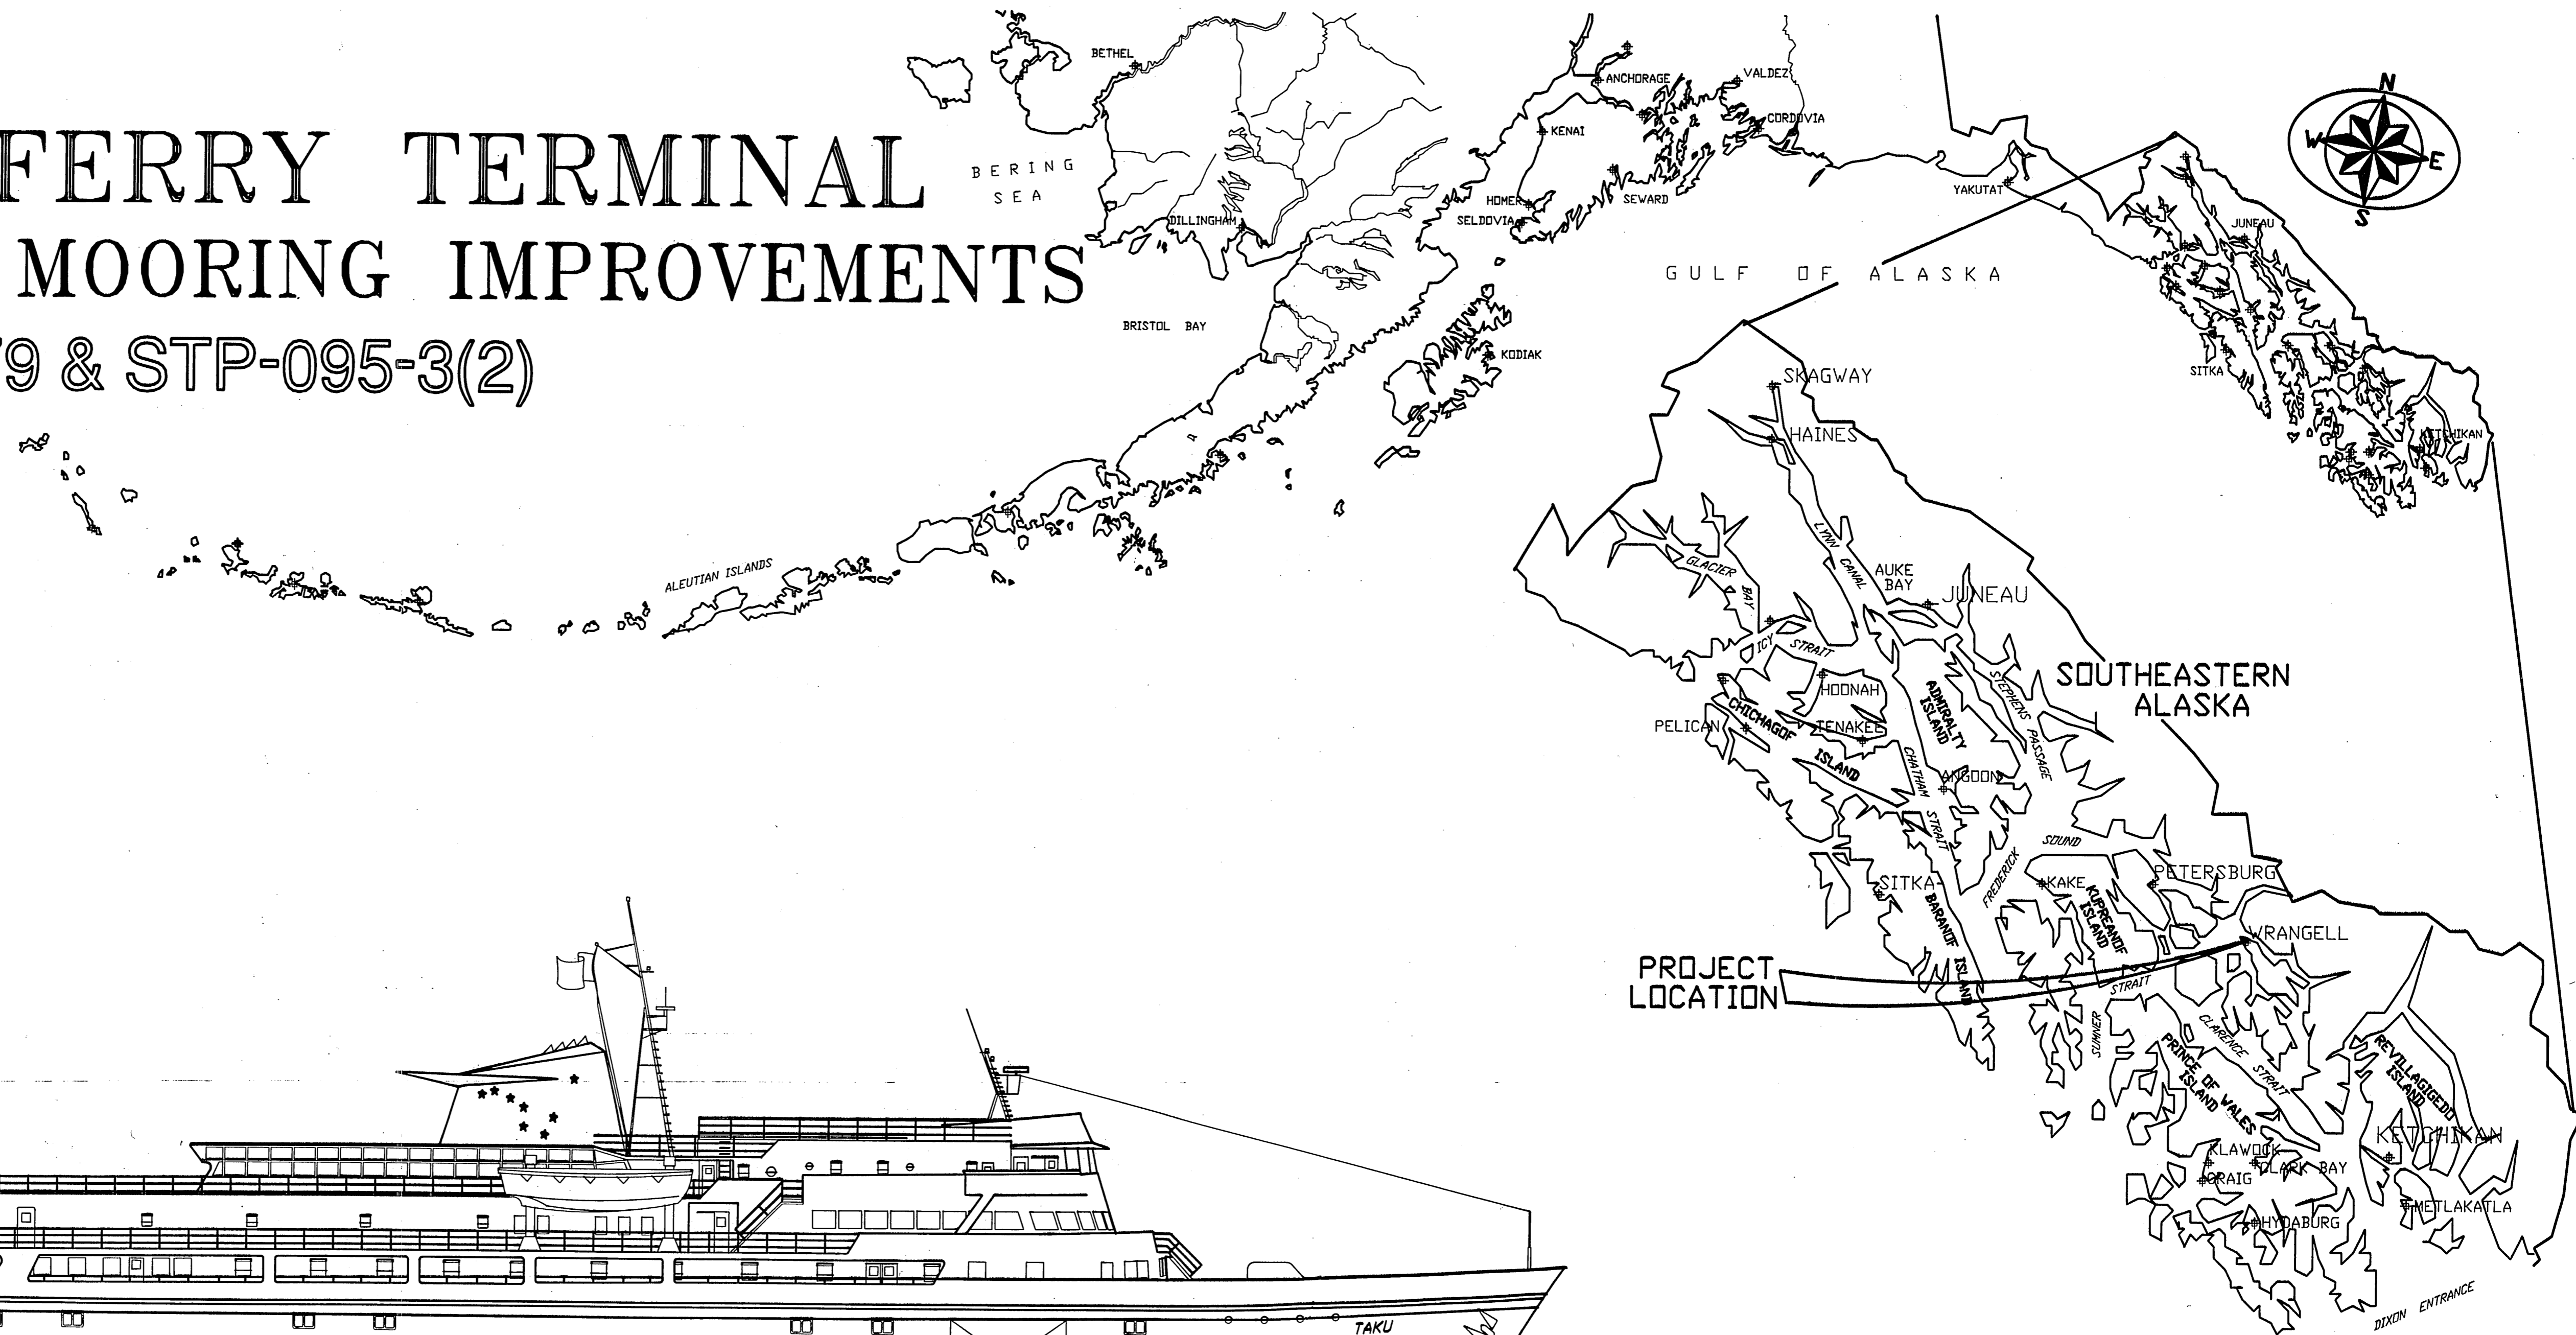 FERRY TERMINAL
MOORING IMPROVEMENTS
9 & STP-095-3(2)
BETHEL
BERING
SEA
DILLINGHAM
BRISTOL BAY
ALEUTIAN ISLANDS
ANCHORAGE
VALDEZ
CORDOVIA
KENAI
HOMER
SELDOVIA
SEWARD
KODIAK
GULF OF ALASKA
YAKUTAT
JUNEAU
SITKA
KETCHIKAN
N
W
E
S
SKAGWAY
HAINES
LYNN CANAL
GLACIER BAY
AUKE
BAY
JUNEAU
ICY STRAIT
HOONAH
PELICAN
CHICHAGOF ISLAND
TENAKEE
ADMIRALTY
ISLAND
STEPHENS PASSAGE
CHATHAM STRAIT
ANGOON
SOUTHEASTERN
ALASKA
FREDERICK SOUND
SITKA
BARANOF ISLAND
KAKE
KUPREANOF
ISLAND
PETERSBURG
WRANGELL
PROJECT
LOCATION
SUMNER STRAIT
CLARENCE STRAIT
PRINCE OF WALES
ISLAND
REVILLAGIGEDO
ISLAND
KETCHIKAN
KLAWOCK
CLARK BAY
CRAIG
METLAKATLA
HYDABURG
DIXON ENTRANCE
TAKU